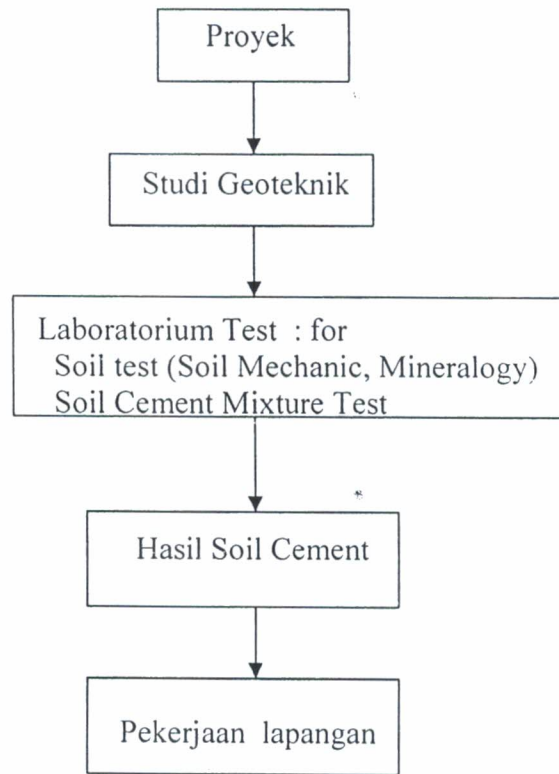 Proyek
Studi Geoteknik
Laboratorium Test : for
Soil test (Soil Mechanic, Mineralogy)
Soil Cement Mixture Test
Hasil Soil Cement
Pekerjaan lapangan